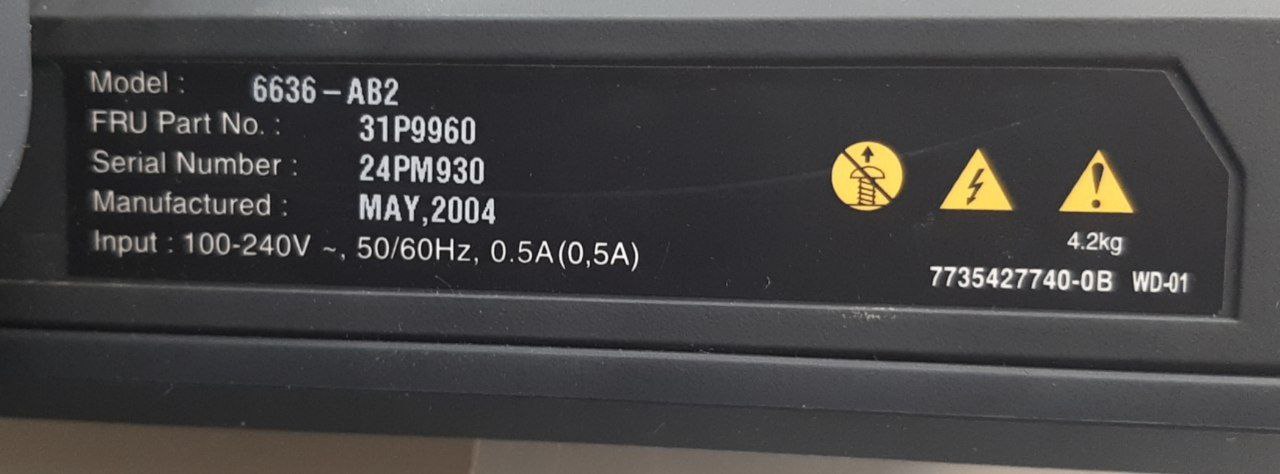 Model : 6636-AB2
FRU Part No. : 31P9960
Serial Number : 24PM930
Manufactured : MAY,2004
Input : 100-240V ~, 50/60Hz, 0.5A(0,5A)
4.2kg
7735427740-0B WD-01